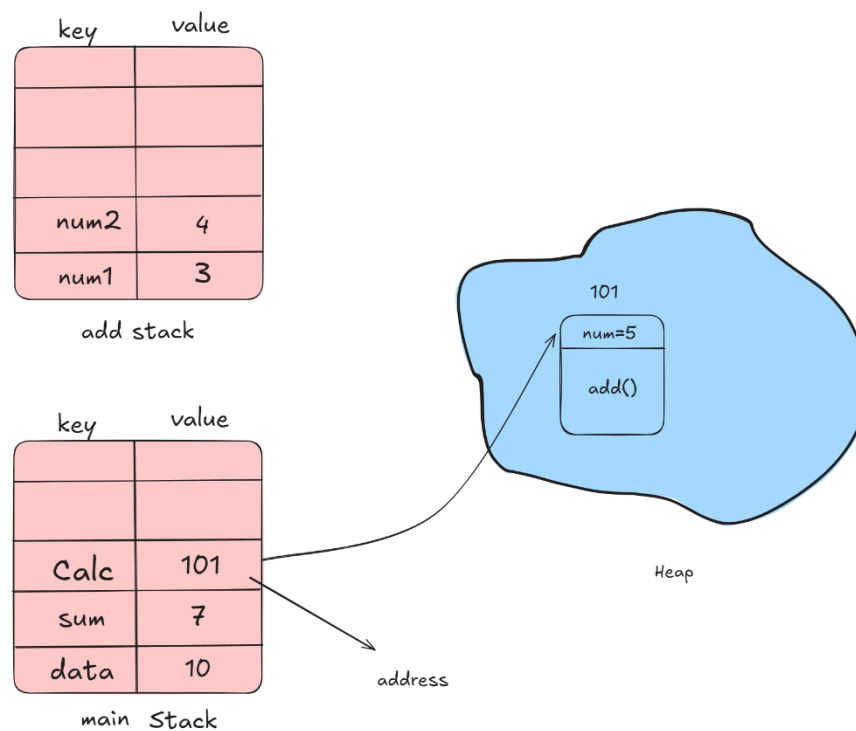 key value
num2 4
num1 3
add stack
101
num=5
add()
Heap
key value
Calc 101
sum 7
data 10
main Stack
address